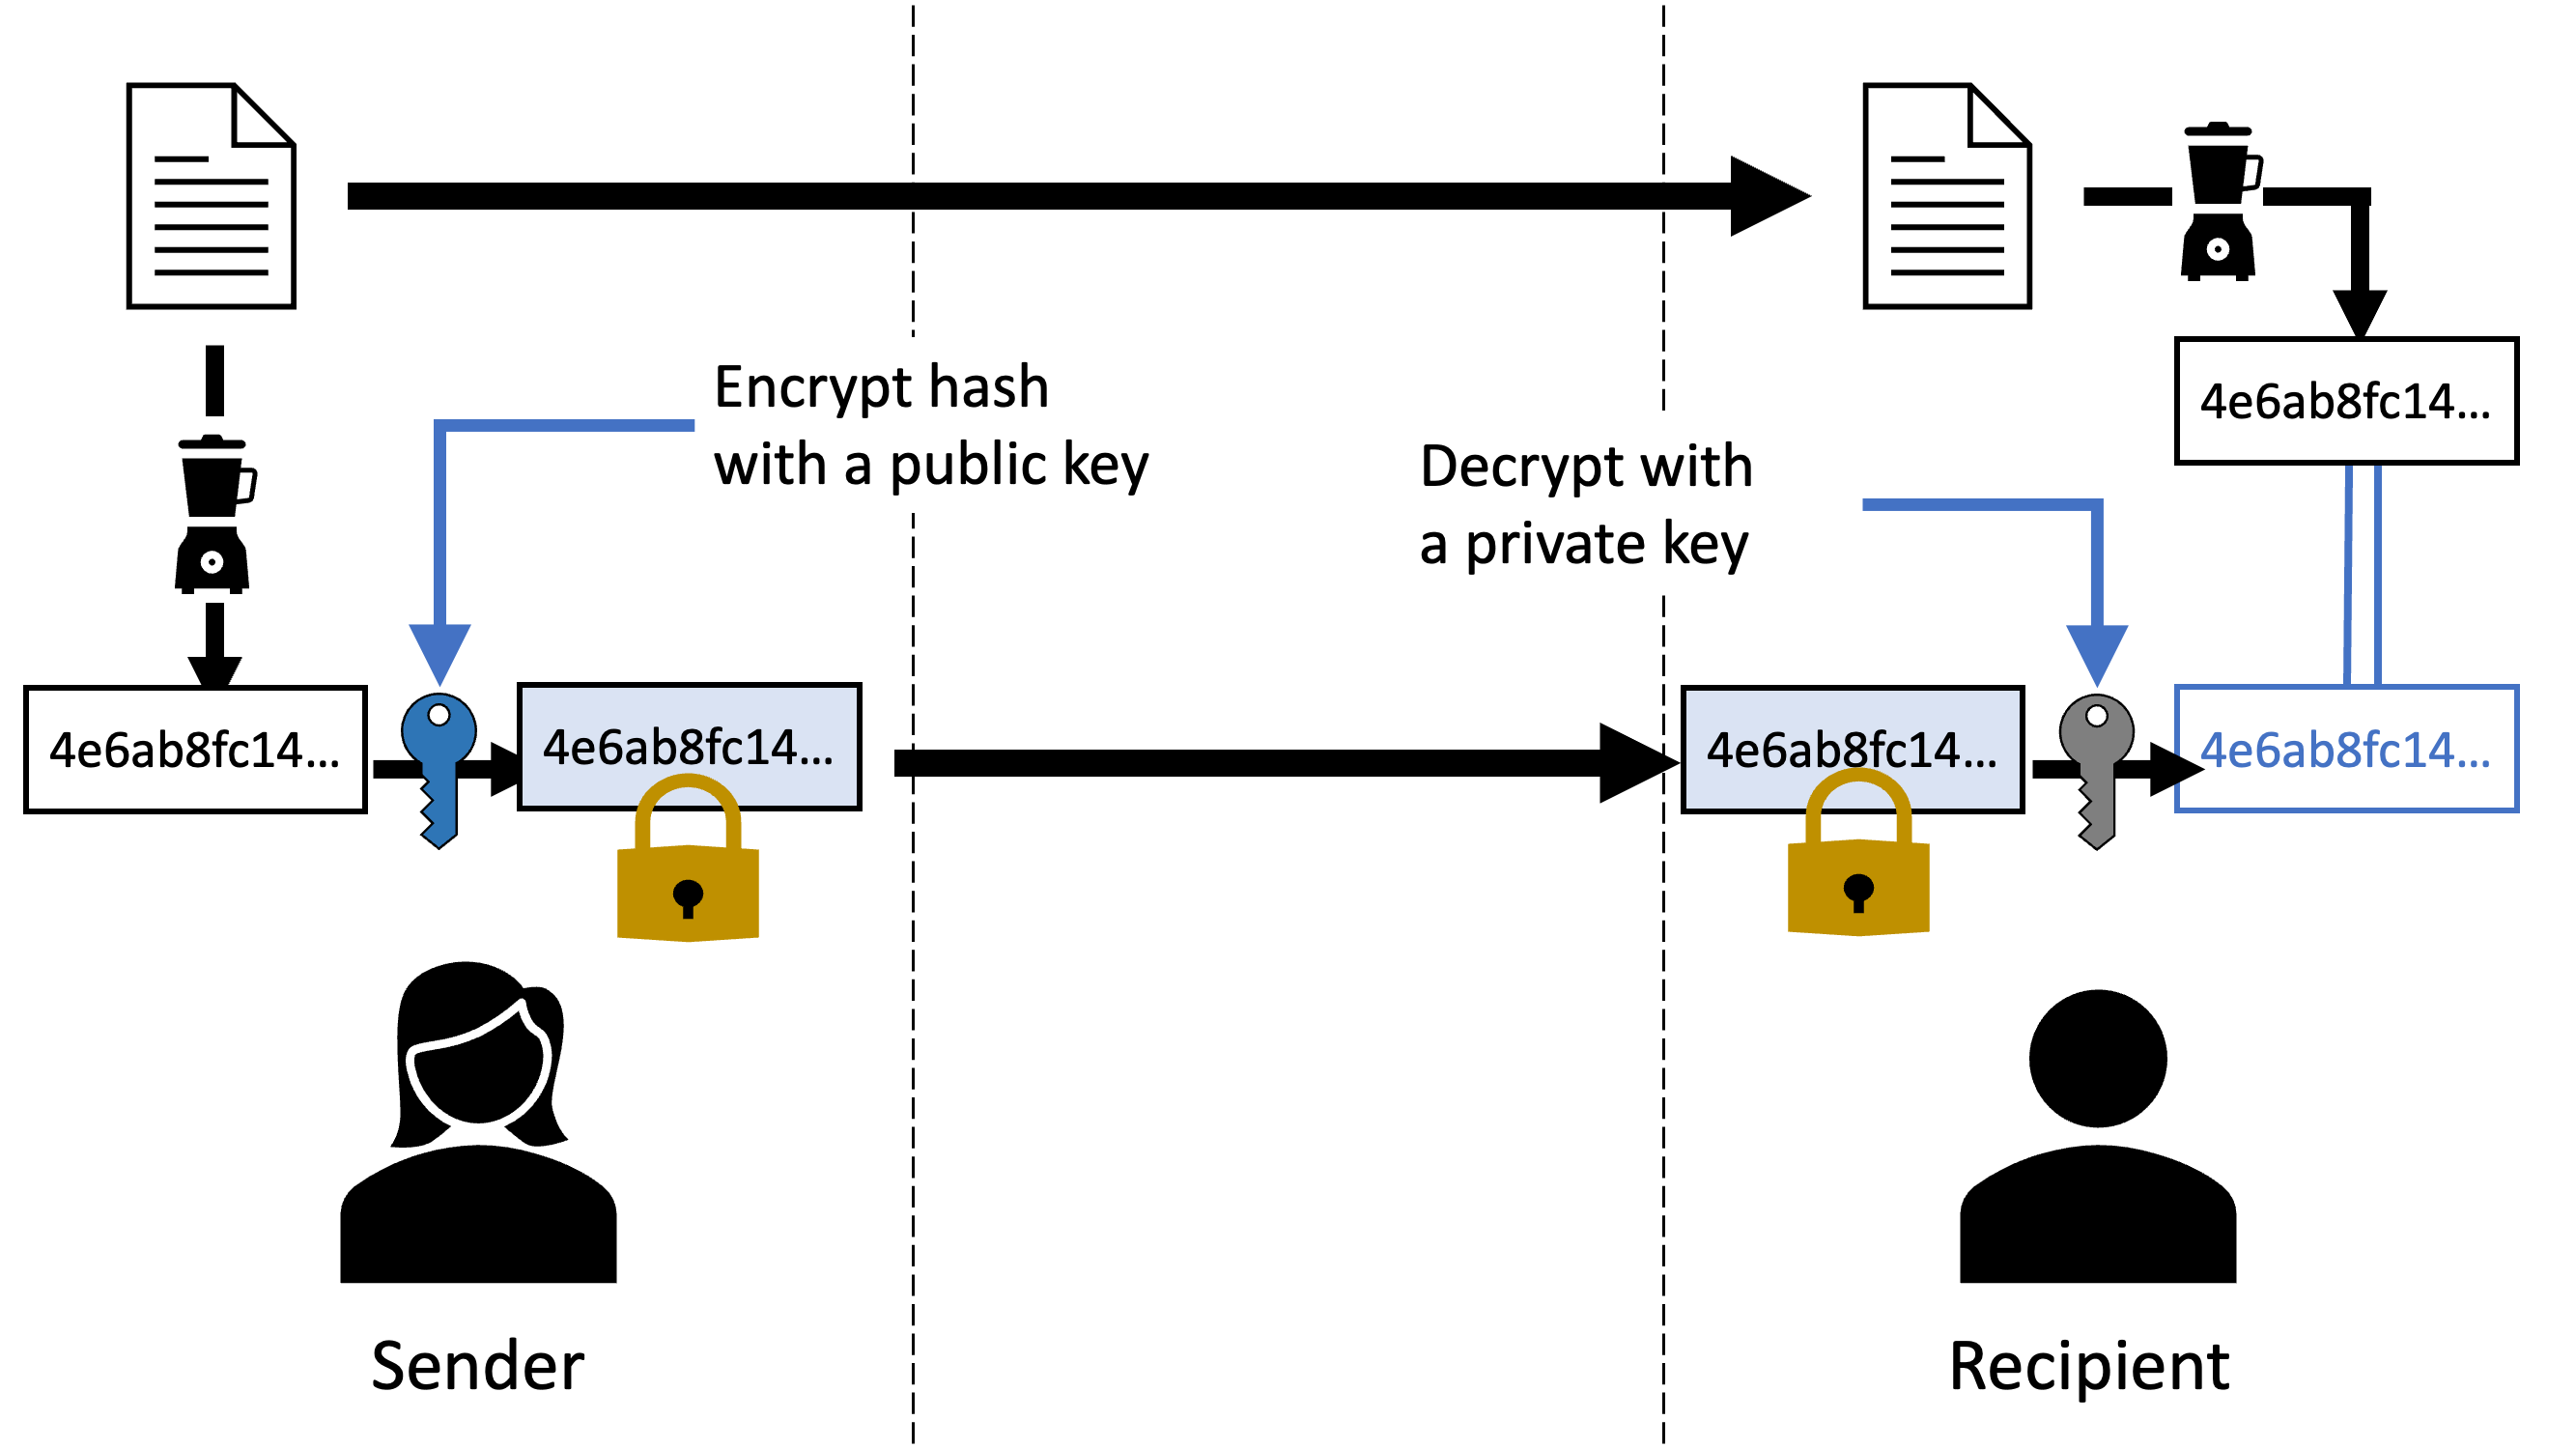 Encrypt hash
with a public key
Decrypt with
a private key
4e6ab8fc14...
4e6ab8fc14...
4e6ab8fc14...
4e6ab8fc14...
4e6ab8fc14...
Sender
Recipient